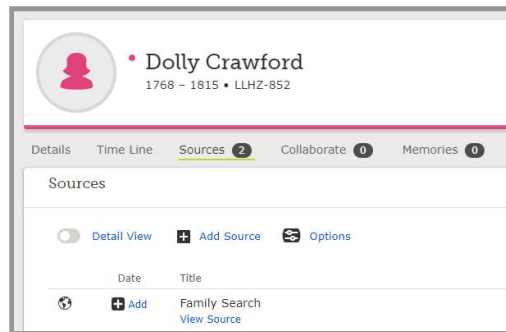 Dolly Crawford
1768 – 1815 • LLHZ-852
Details Time Line Sources 2 Collaborate 0 Memories 0
Sources
Detail View Add Source Options
Date Title
Add Family Search
View Source